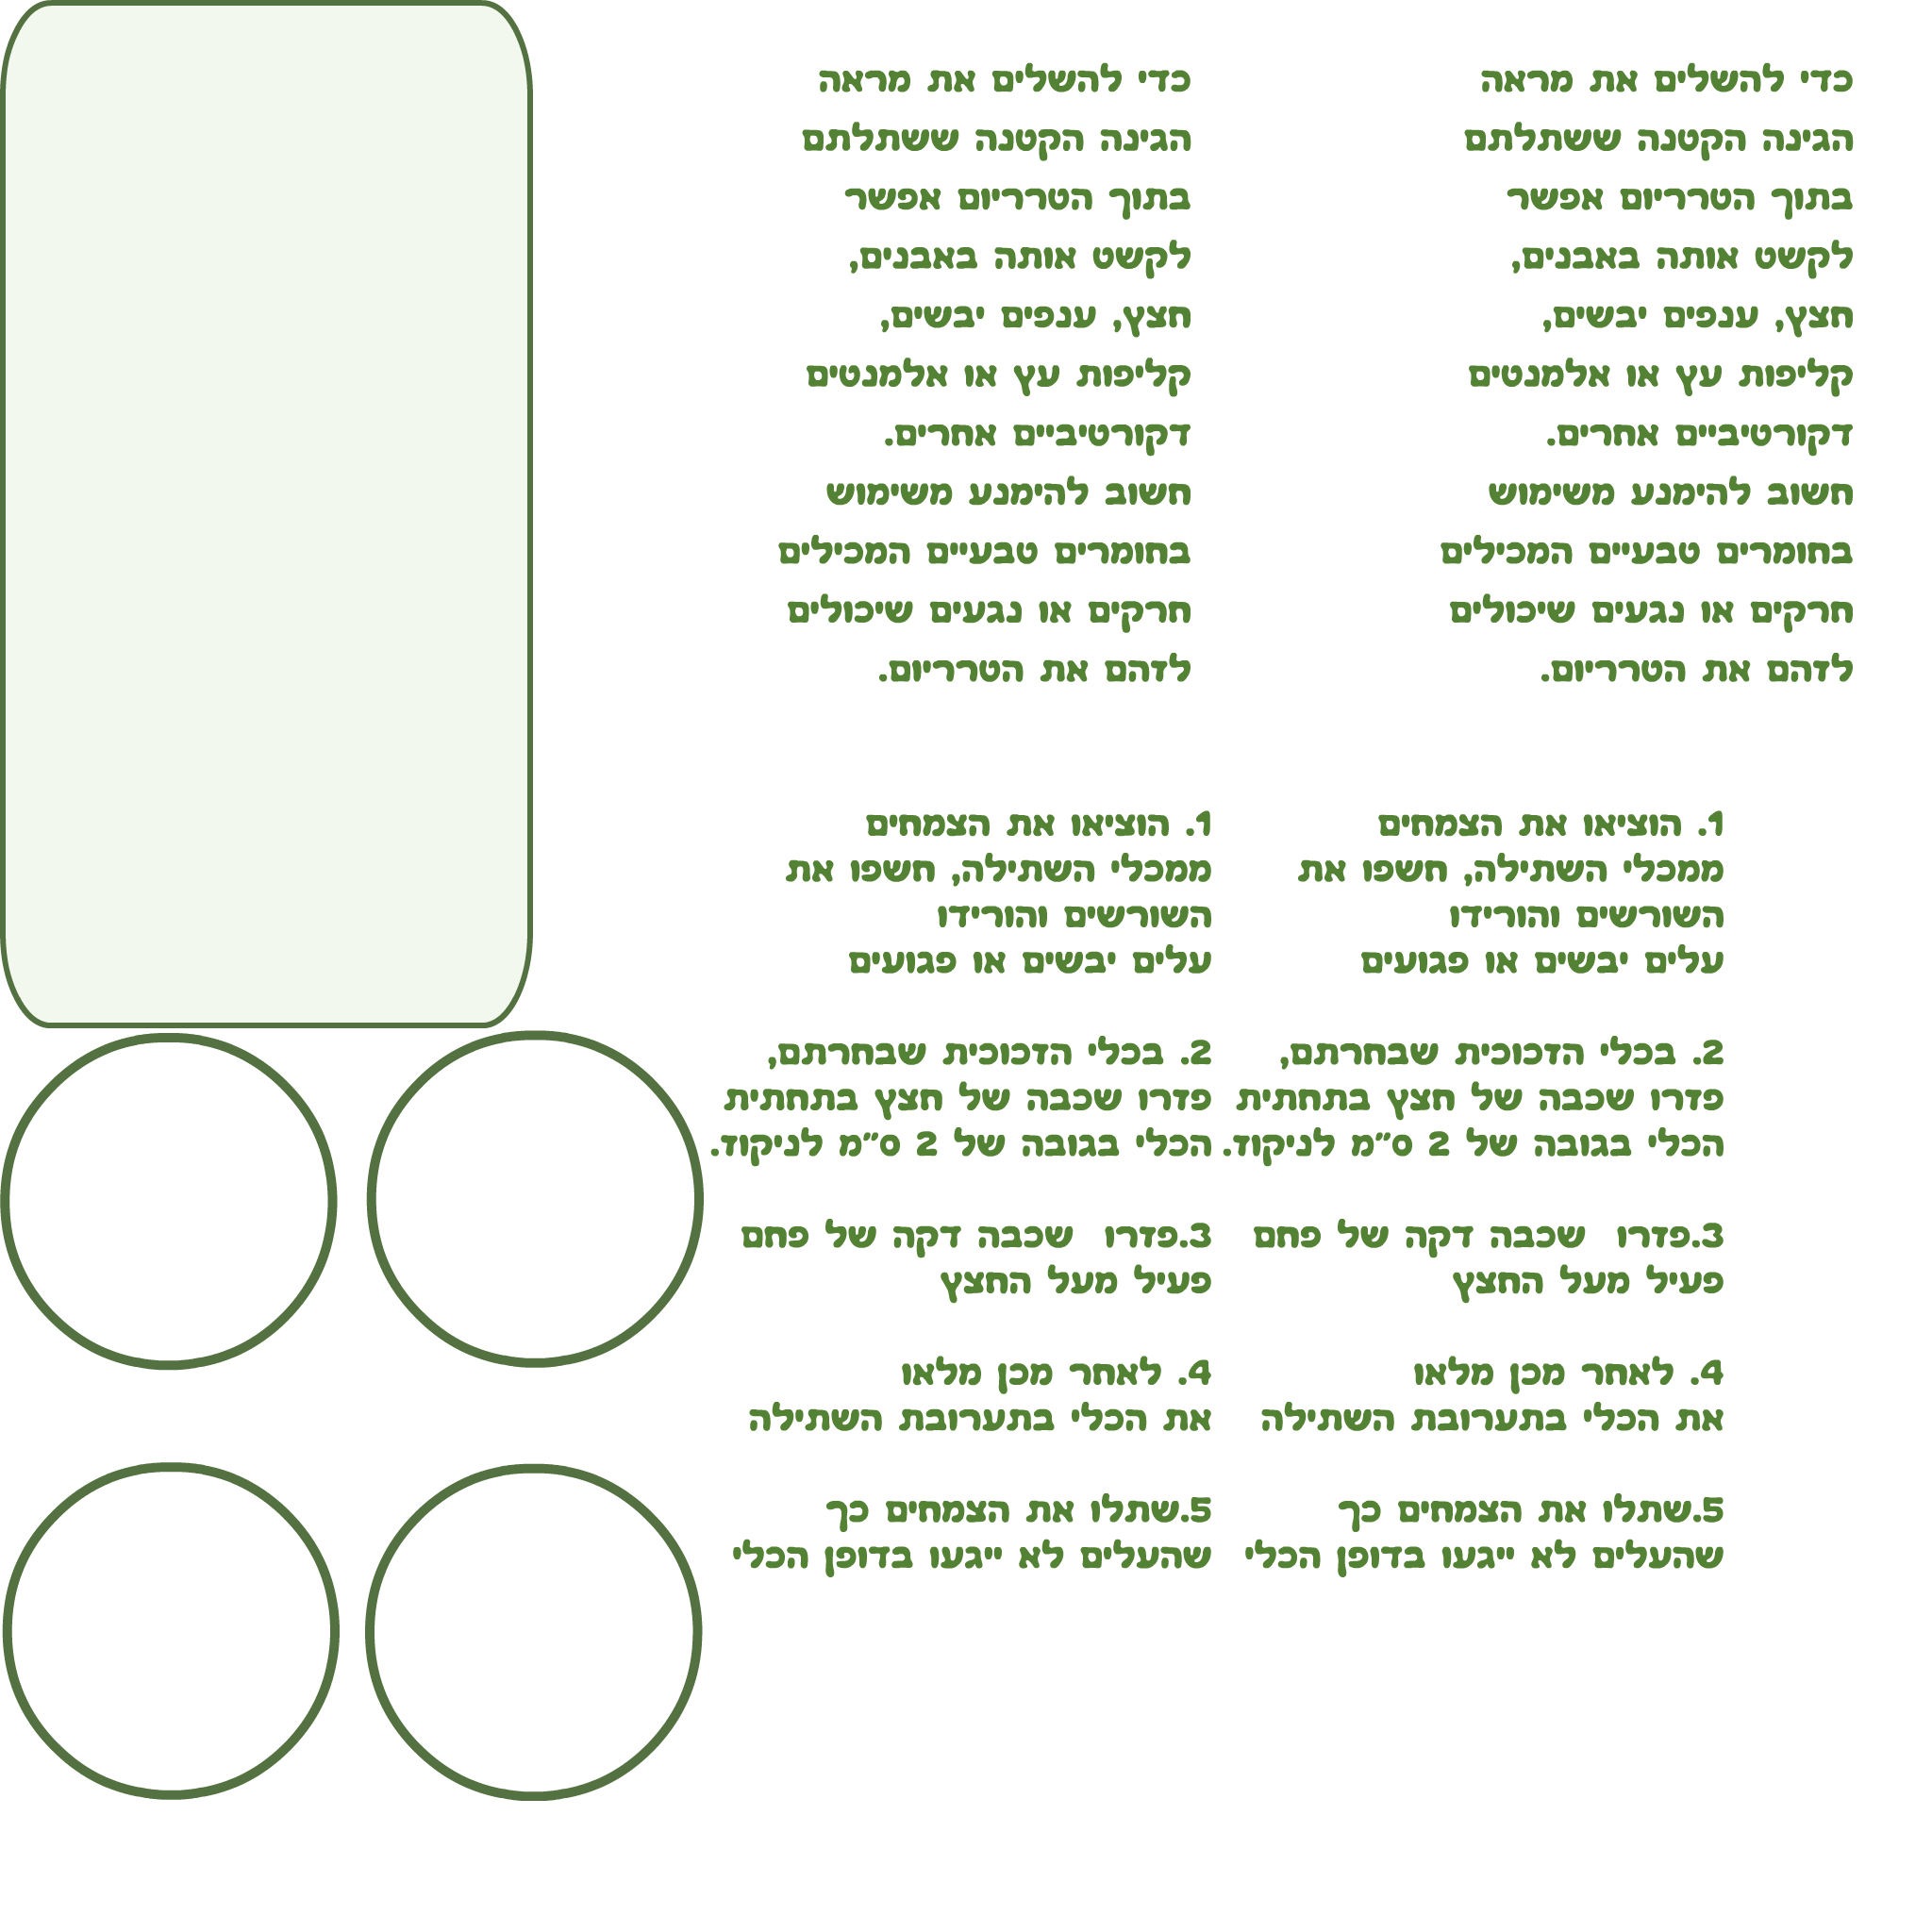 כדי להשלים את מראה
הגינה הקטנה ששתלתם
בתוך הטרריום אפשר
לקשט אותה באבנים,
חצץ, ענפים יבשים,
קליפות עץ או אלמנטים
דקורטיביים אחרים.
חשוב להימנע משימוש
בחומרים טבעיים המכילים
חרקים או נגעים שיכולים
לזהם את הטרריום.
כדי להשלים את מראה
הגינה הקטנה ששתלתם
בתוך הטרריום אפשר
לקשט אותה באבנים,
חצץ, ענפים יבשים,
קליפות עץ או אלמנטים
דקורטיביים אחרים.
חשוב להימנע משימוש
בחומרים טבעיים המכילים
חרקים או נגעים שיכולים
לזהם את הטרריום.
1. הוציאו את הצמחים
ממכלי השתילה, חשפו את
השורשים והורידו
עלים יבשים או פגועים
2. בכלי הזכוכית שבחרתם,
פזרו שכבה של חצץ בתחתית
הכלי בגובה של 2 ס"מ לניקוז.
3.פזרו שכבה דקה של פחם
פעיל מעל החצץ
4. לאחר מכן מלאו
את הכלי בתערובת השתילה
5.שתלו את הצמחים כך
שהעלים לא ייגעו בדופן הכלי
1. הוציאו את הצמחים
ממכלי השתילה, חשפו את
השורשים והורידו
עלים יבשים או פגועים
2. בכלי הזכוכית שבחרתם,
פזרו שכבה של חצץ בתחתית
הכלי בגובה של 2 ס"מ לניקוז.
3.פזרו שכבה דקה של פחם
פעיל מעל החצץ
4. לאחר מכן מלאו
את הכלי בתערובת השתילה
5.שתלו את הצמחים כך
שהעלים לא ייגעו בדופן הכלי